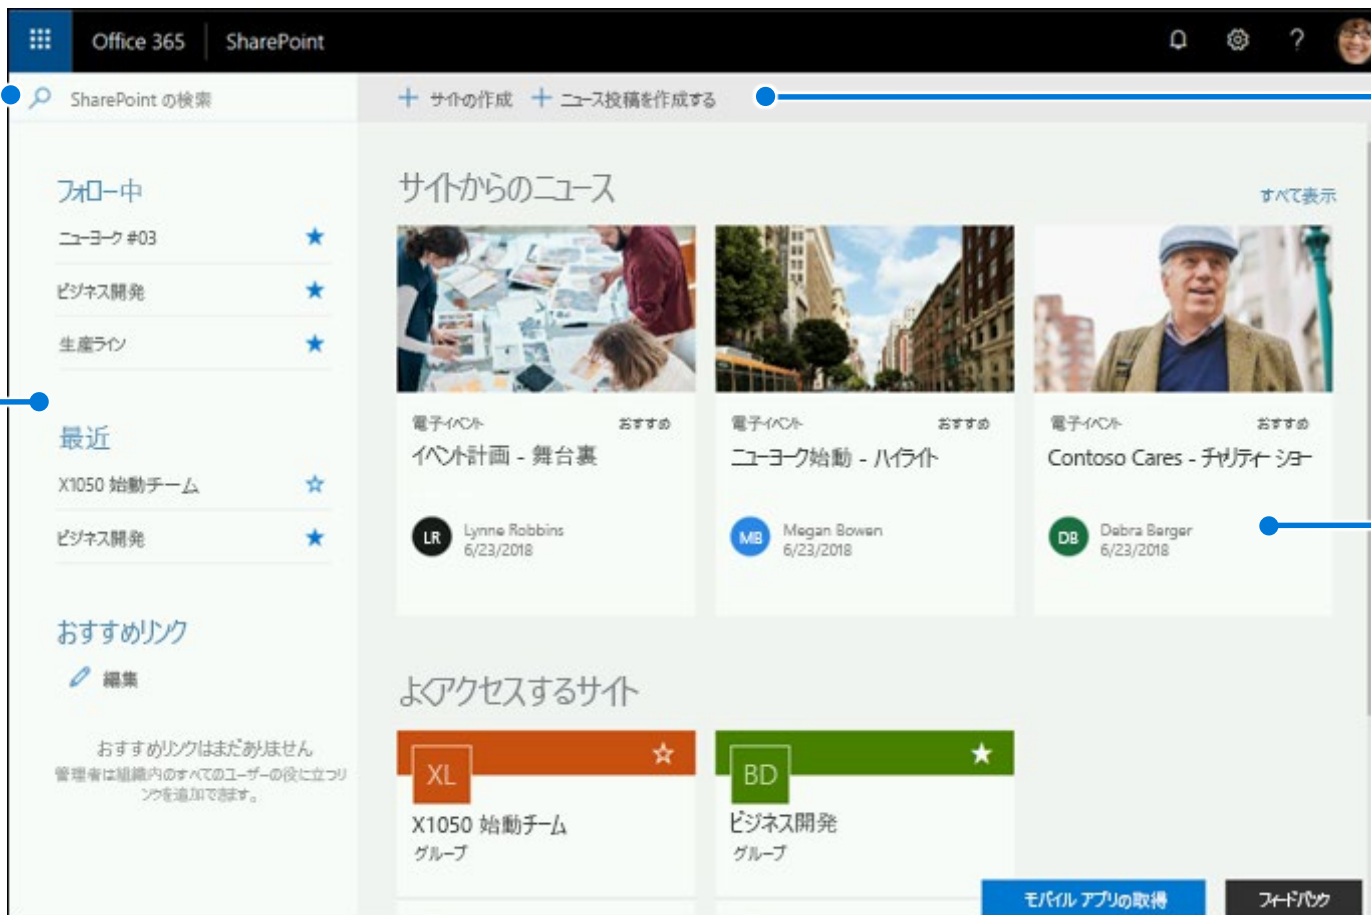 Office 365 SharePoint ?
SharePoint の検索
サイトの作成 ニュース投稿を作成する
フォロー中
ニューヨーク #03
ビジネス開発
生産ライン
最近
X1050 始動チーム
ビジネス開発
おすすめリンク
編集
おすすめリンクはまだありません
管理者は組織内のすべてのユーザーの役に立つリ
ンクを追加できます。
サイトからのニュース
すべて表示
電子イベント おすすめ
イベント計画 - 舞台裏
LR
Lynne Robbins
6/23/2018
電子イベント おすすめ
ニューヨーク始動 - ハイライト
MB
Megan Bowen
6/23/2018
電子イベント おすすめ
Contoso Cares - チャリティー ショー
DB
Debra Berger
6/23/2018
よくアクセスするサイト
XL
X1050 始動チーム
グループ
BD
ビジネス開発
グループ
モバイル アプリの取得
フィードバック